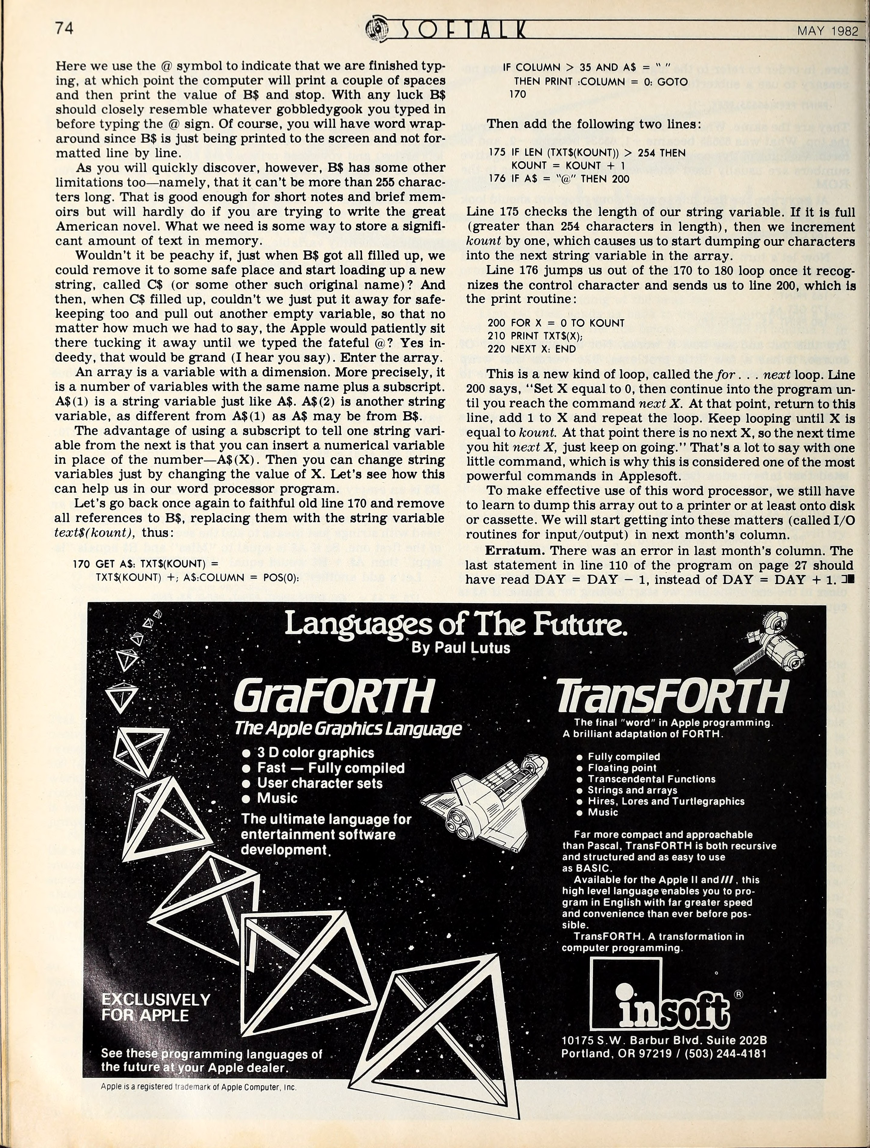 74
SOFTALK
MAY 1982
Here we use the @ symbol to indicate that we are finished typ-
ing, at which point the computer will print a couple of spaces
and then print the value of B$ and stop. With any luck B$
should closely resemble whatever gobbledygook you typed in
before typing the @ sign. Of course, you will have word wrap-
around since B$ is just being printed to the screen and not for-
matted line by line.
As you will quickly discover, however, B$ has some other
limitations too—namely, that it can't be more than 255 charac-
ters long. That is good enough for short notes and brief mem-
oirs but will hardly do if you are trying to write the great
American novel. What we need is some way to store a signifi-
cant amount of text in memory.
Wouldn't it be peachy if, just when B$ got all filled up, we
could remove it to some safe place and start loading up a new
string, called C$ (or some other such original name)? And
then, when C$ filled up, couldn't we just put it away for safe-
keeping too and pull out another empty variable, so that no
matter how much we had to say, the Apple would patiently sit
there tucking it away until we typed the fateful @? Yes in-
deed, that would be grand (I hear you say). Enter the array.
An array is a variable with a dimension. More precisely, it
is a number of variables with the same name plus a subscript.
A$(1) is a string variable just like A$. A$(2) is another string
variable, as different from A$(1) as A$ may be from B$.
The advantage of using a subscript to tell one string vari-
able from the next is that you can insert a numerical variable
in place of the number—A$(X). Then you can change string
variables just by changing the value of X. Let's see how this
can help us in our word processor program.
Let's go back once again to faithful old line 170 and remove
all references to B$, replacing them with the string variable
text$(kount), thus:
170 GET A$: TXT$(KOUNT) =
TXT$(KOUNT) +; A$:COLUMN = POS(0):
IF COLUMN > 35 AND A$ = " "
THEN PRINT :COLUMN = 0: GOTO
170
Then add the following two lines:
175 IF LEN (TXT$(KOUNT)) > 254 THEN
KOUNT = KOUNT + 1
176 IF A$ = "@" THEN 200
Line 175 checks the length of our string variable. If it is full
(greater than 254 characters in length), then we increment
kount by one, which causes us to start dumping our characters
into the next string variable in the array.
Line 176 jumps us out of the 170 to 180 loop once it recog-
nizes the control character and sends us to line 200, which is
the print routine:
200 FOR X = 0 TO KOUNT
210 PRINT TXT$(X);
220 NEXT X: END
This is a new kind of loop, called the for . . . next loop. Line
200 says, "Set X equal to 0, then continue into the program un-
til you reach the command next X. At that point, return to this
line, add 1 to X and repeat the loop. Keep looping until X is
equal to kount. At that point there is no next X, so the next time
you hit next X, just keep on going." That's a lot to say with one
little command, which is why this is considered one of the most
powerful commands in Applesoft.
To make effective use of this word processor, we still have
to learn to dump this array out to a printer or at least onto disk
or cassette. We will start getting into these matters (called I/O
routines for input/output) in next month's column.
Erratum. There was an error in last month's column. The
last statement in line 110 of the program on page 27 should
have read DAY = DAY − 1, instead of DAY = DAY + 1.
Languages of The Future.
By Paul Lutus
GraFORTH
The Apple Graphics Language
● 3 D color graphics
● Fast — Fully compiled
● User character sets
● Music
The ultimate language for
entertainment software
development.
EXCLUSIVELY
FOR APPLE
See these programming languages of
the future at your Apple dealer.
TransFORTH
The final "word" in Apple programming.
A brilliant adaptation of FORTH.
● Fully compiled
● Floating point
● Transcendental Functions
● Strings and arrays
● Hires, Lores and Turtlegraphics
● Music
Far more compact and approachable
than Pascal, TransFORTH is both recursive
and structured and as easy to use
as BASIC.
Available for the Apple II and ///, this
high level language enables you to pro-
gram in English with far greater speed
and convenience than ever before pos-
sible.
TransFORTH. A transformation in
computer programming.
insoft®
10175 S.W. Barbur Blvd. Suite 202B
Portland, OR 97219 / (503) 244-4181
Apple is a registered trademark of Apple Computer, Inc.